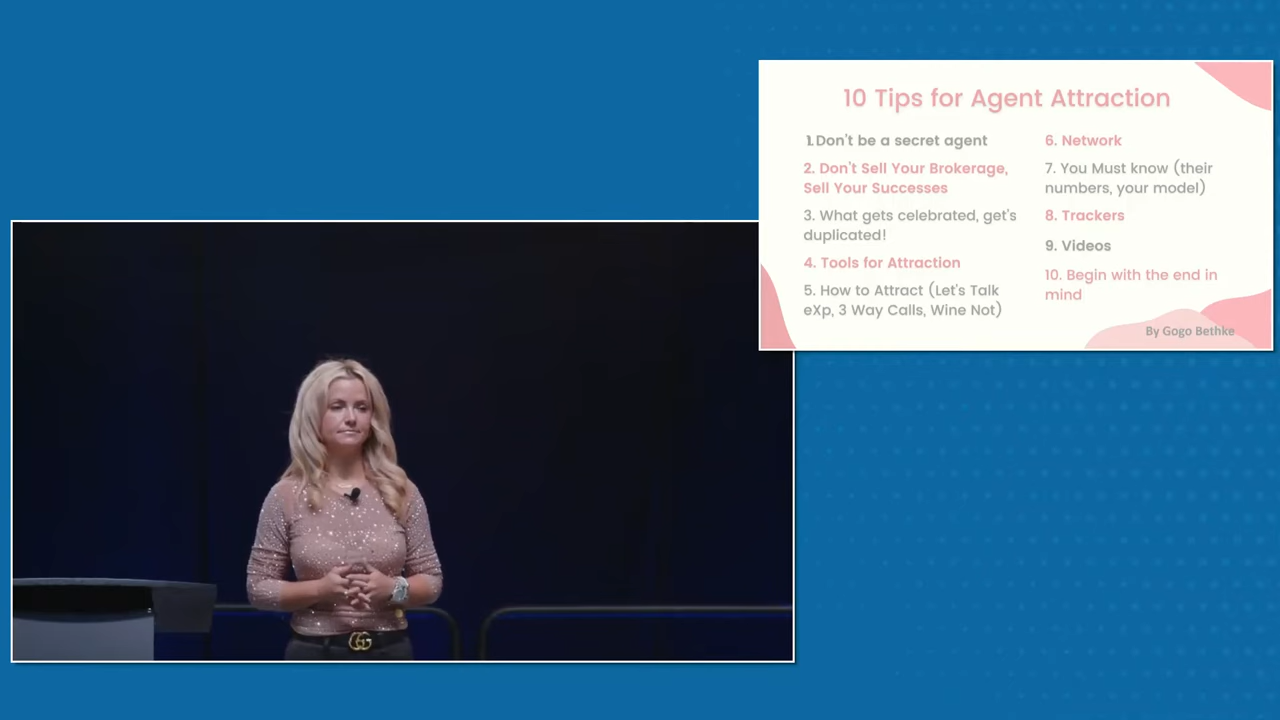 10 Tips for Agent Attraction
1. Don't be a secret agent
2. Don't Sell Your Brokerage,
Sell Your Successes
3. What gets celebrated, get's
duplicated!
4. Tools for Attraction
5. How to Attract (Let's Talk
eXp, 3 Way Calls, Wine Not)
6. Network
7. You Must know (their
numbers, your model)
8. Trackers
9. Videos
10. Begin with the end in
mind
By Gogo Bethke